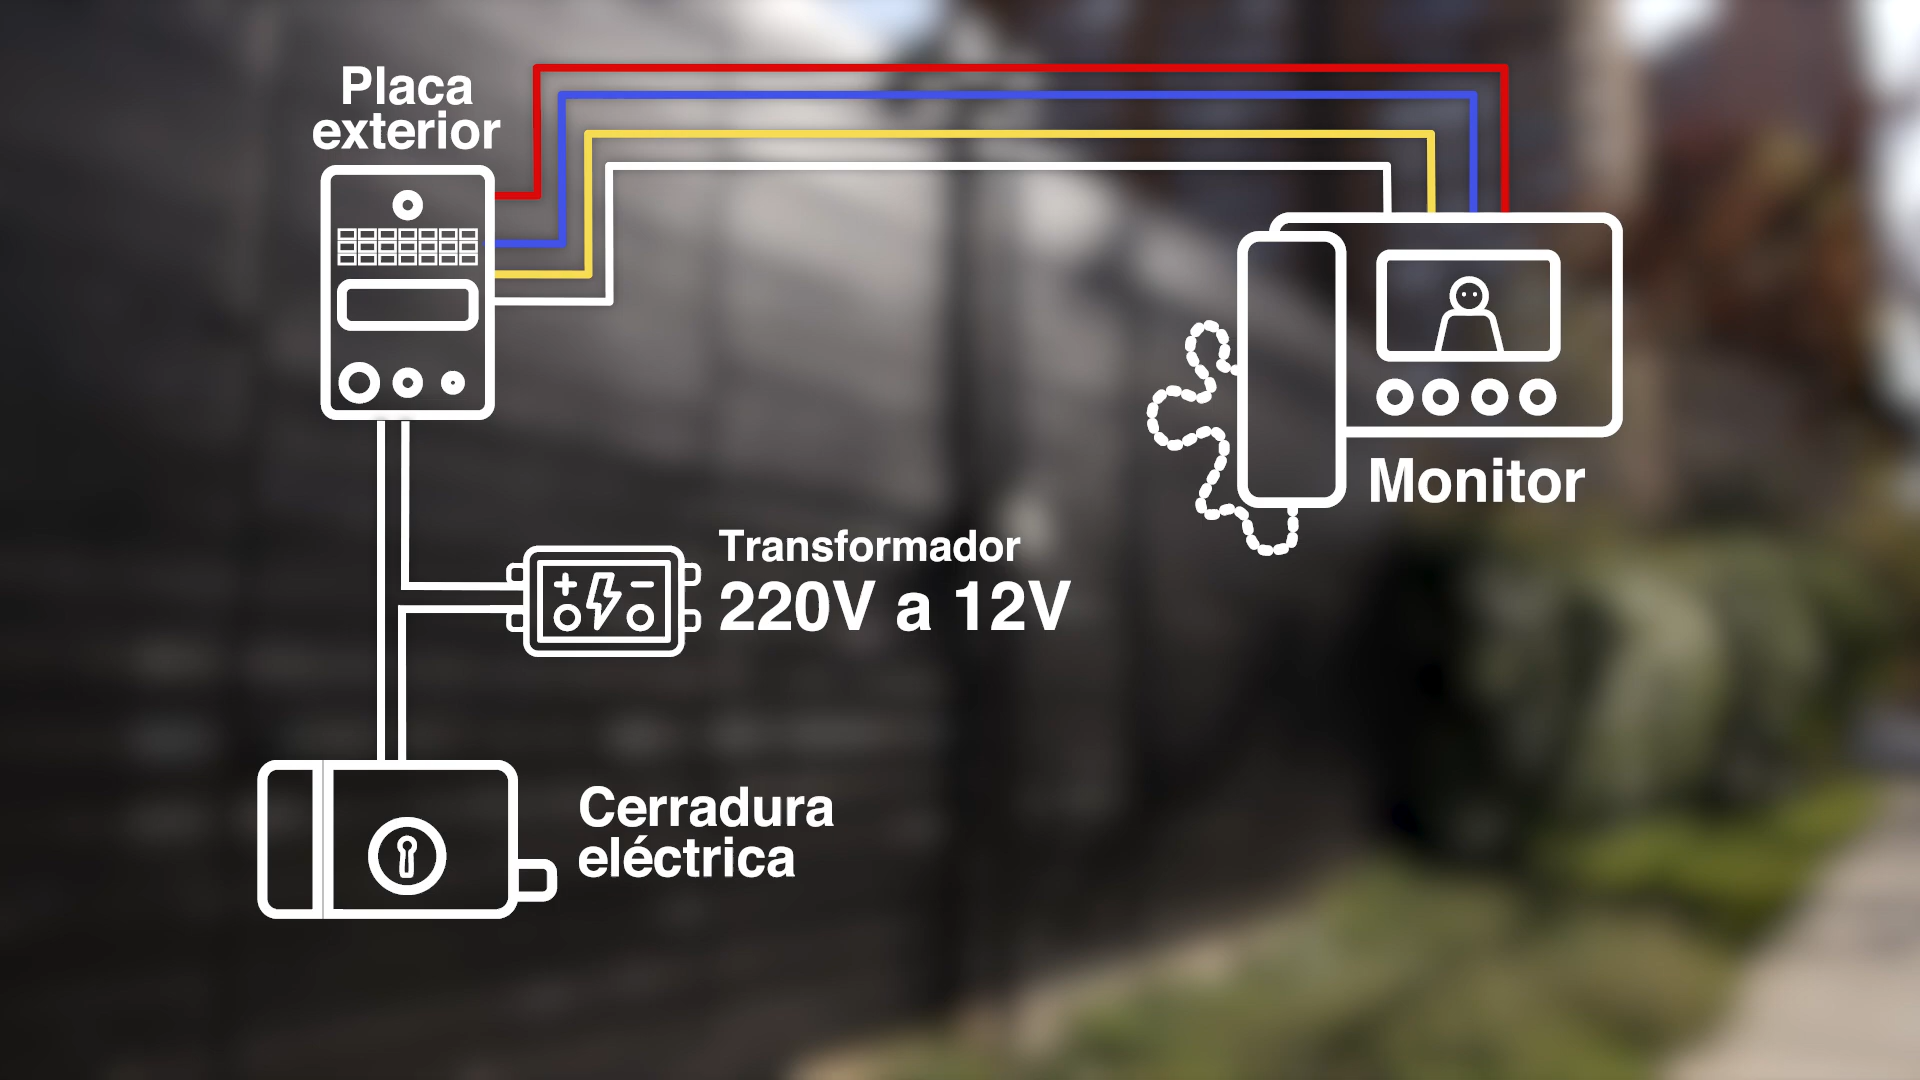 Placa
exterior
Monitor
Transformador
220V a 12V
Cerradura
eléctrica